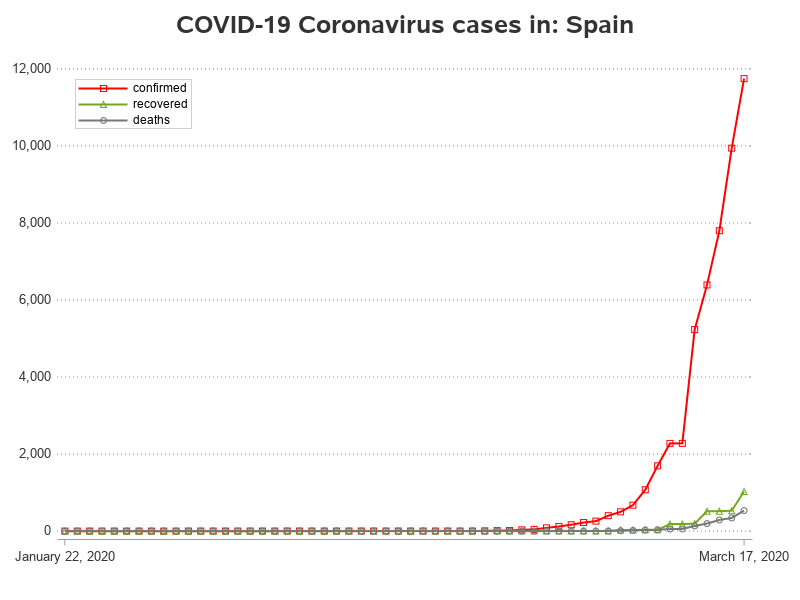 COVID-19 Coronavirus cases in: Spain
12,000
confirmed
recovered
deaths
10,000
8,000
6,000
4,000
2,000
0
January 22, 2020
March 17, 2020